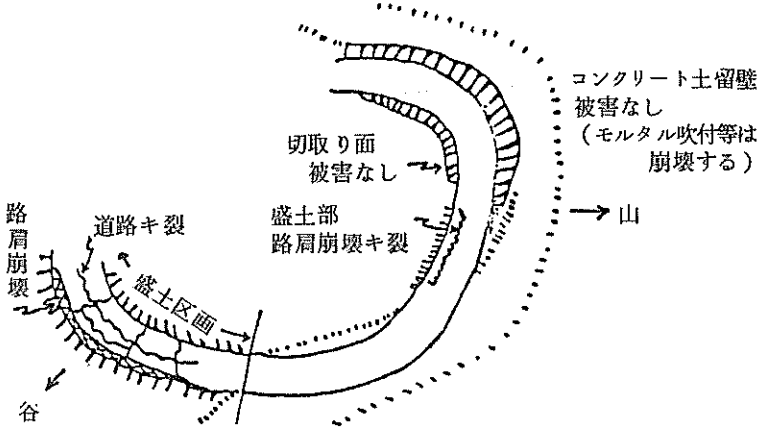 コンクリート土留壁
被害なし
(モルタル吹付等は
崩壊する)
切取り面
被害なし
盛土部
路肩崩壊キ裂
山
路肩崩壊
道路キ裂
盛土区画
谷